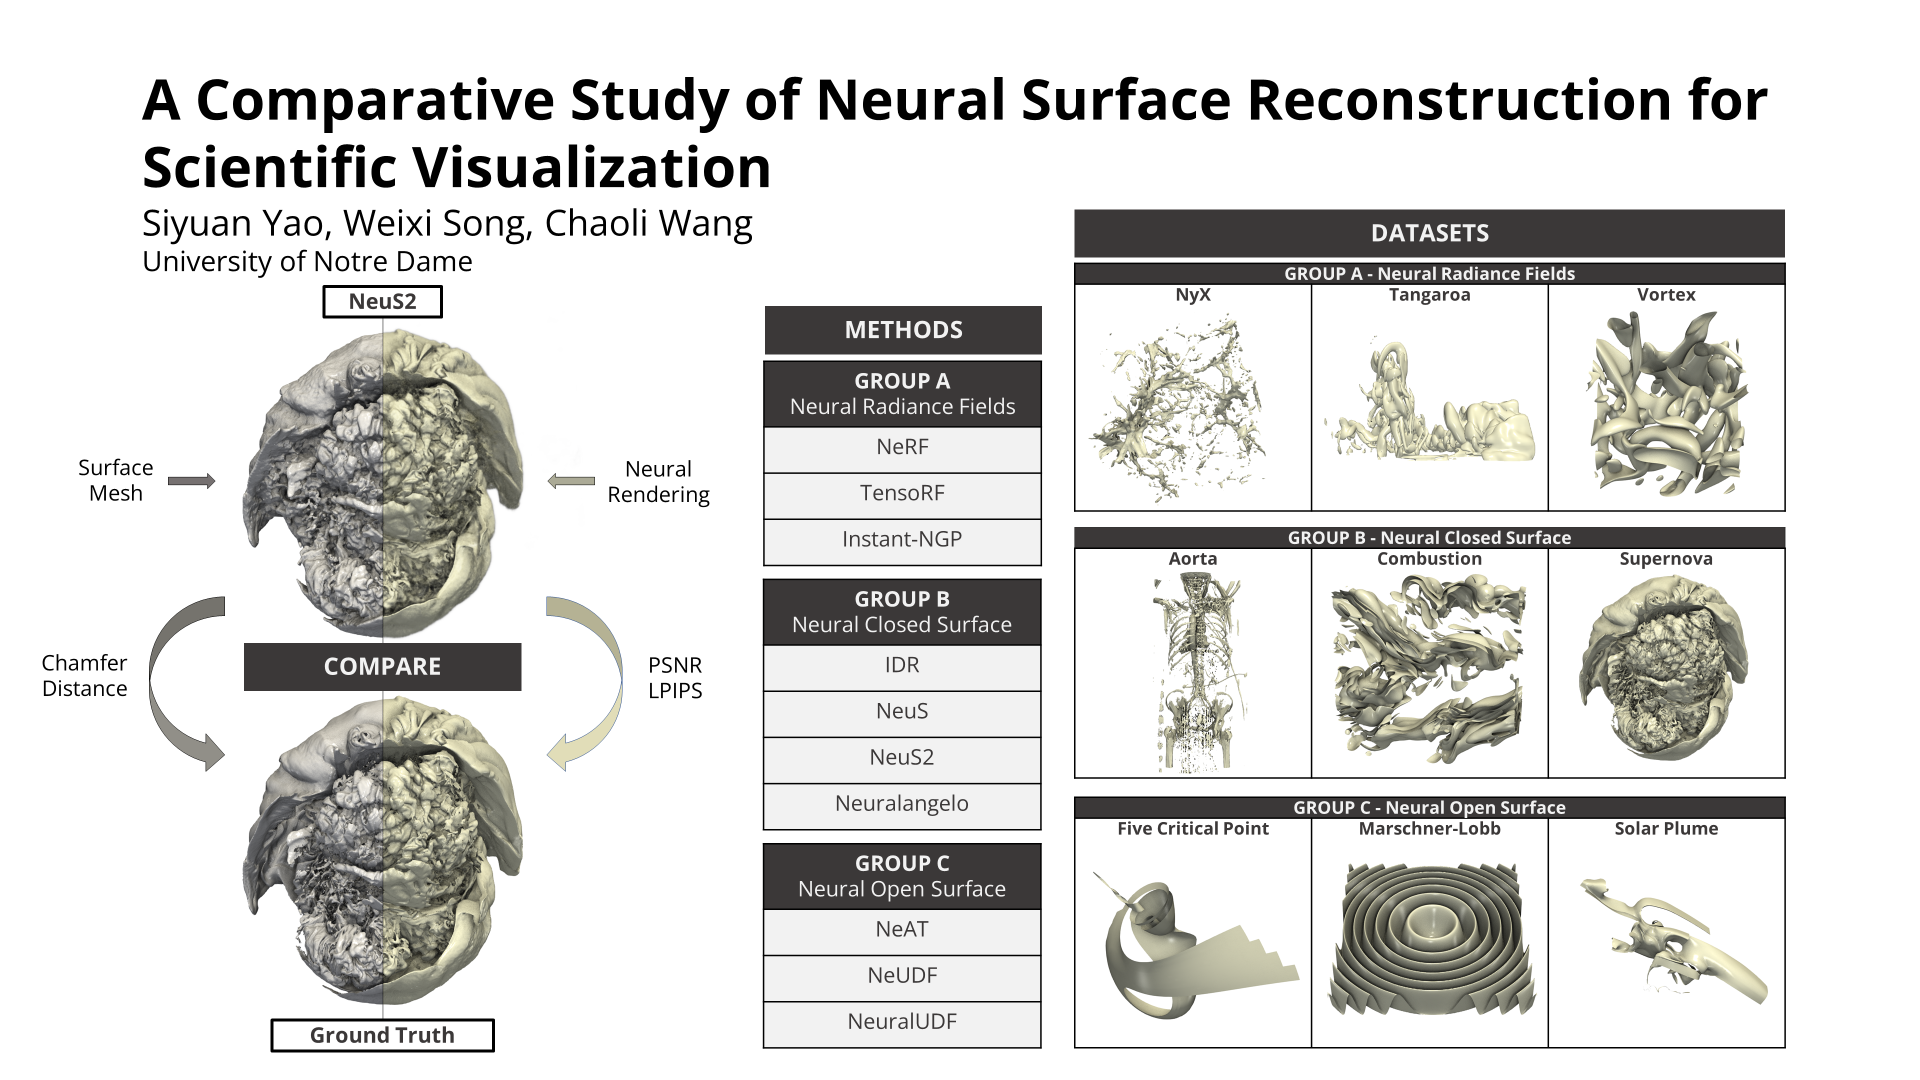 A Comparative Study of Neural Surface Reconstruction for
Scientific Visualization
Siyuan Yao, Weixi Song, Chaoli Wang
University of Notre Dame
NeuS2
Surface
Mesh
Neural
Rendering
Chamfer
Distance
COMPARE
PSNR
LPIPS
Ground Truth
METHODS
GROUP A
Neural Radiance Fields
NeRF
TensoRF
Instant-NGP
GROUP B
Neural Closed Surface
IDR
NeuS
NeuS2
Neuralangelo
GROUP C
Neural Open Surface
NeAT
NeUDF
NeuralUDF
DATASETS
GROUP A - Neural Radiance Fields
NyX
Tangaroa
Vortex
GROUP B - Neural Closed Surface
Aorta
Combustion
Supernova
GROUP C - Neural Open Surface
Five Critical Point
Marschner-Lobb
Solar Plume